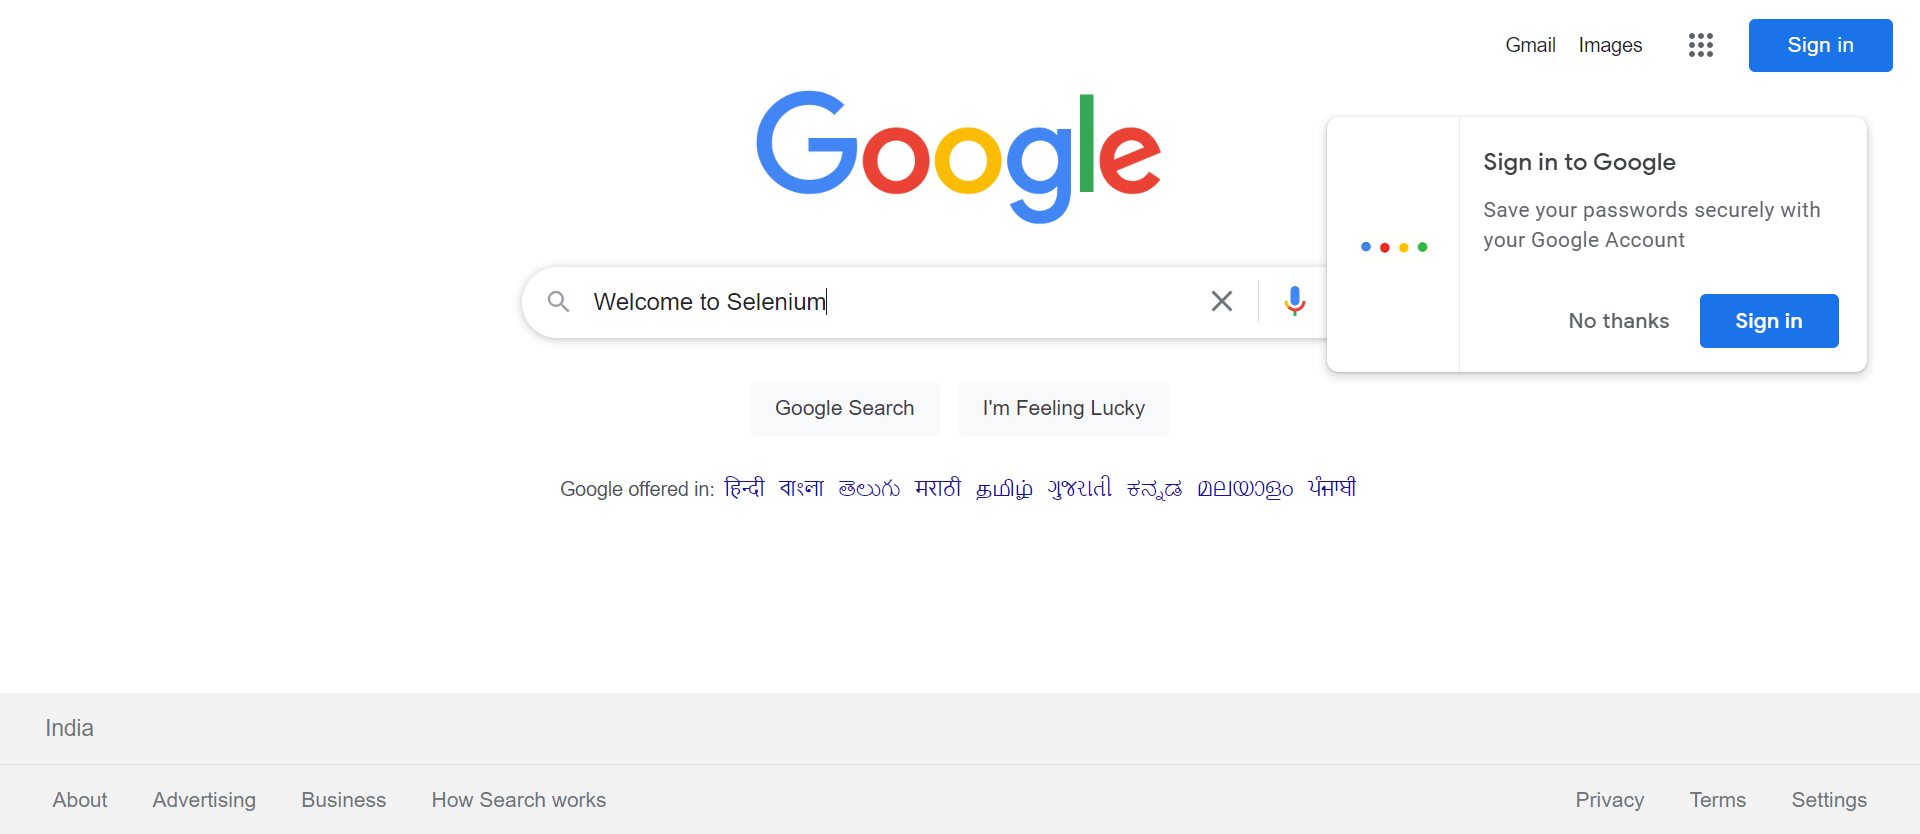 Gmail Images Sign in
Google
Sign in to Google
Save your passwords securely with
your Google Account
No thanks Sign in
Welcome to Selenium
Google Search I'm Feeling Lucky
Google offered in: हिन्दी বাংলা తెలుగు मराठी தமிழ் ગુજરાતી ಕನ್ನಡ മലയാളം ਪੰਜਾਬੀ
India
About Advertising Business How Search works Privacy Terms Settings